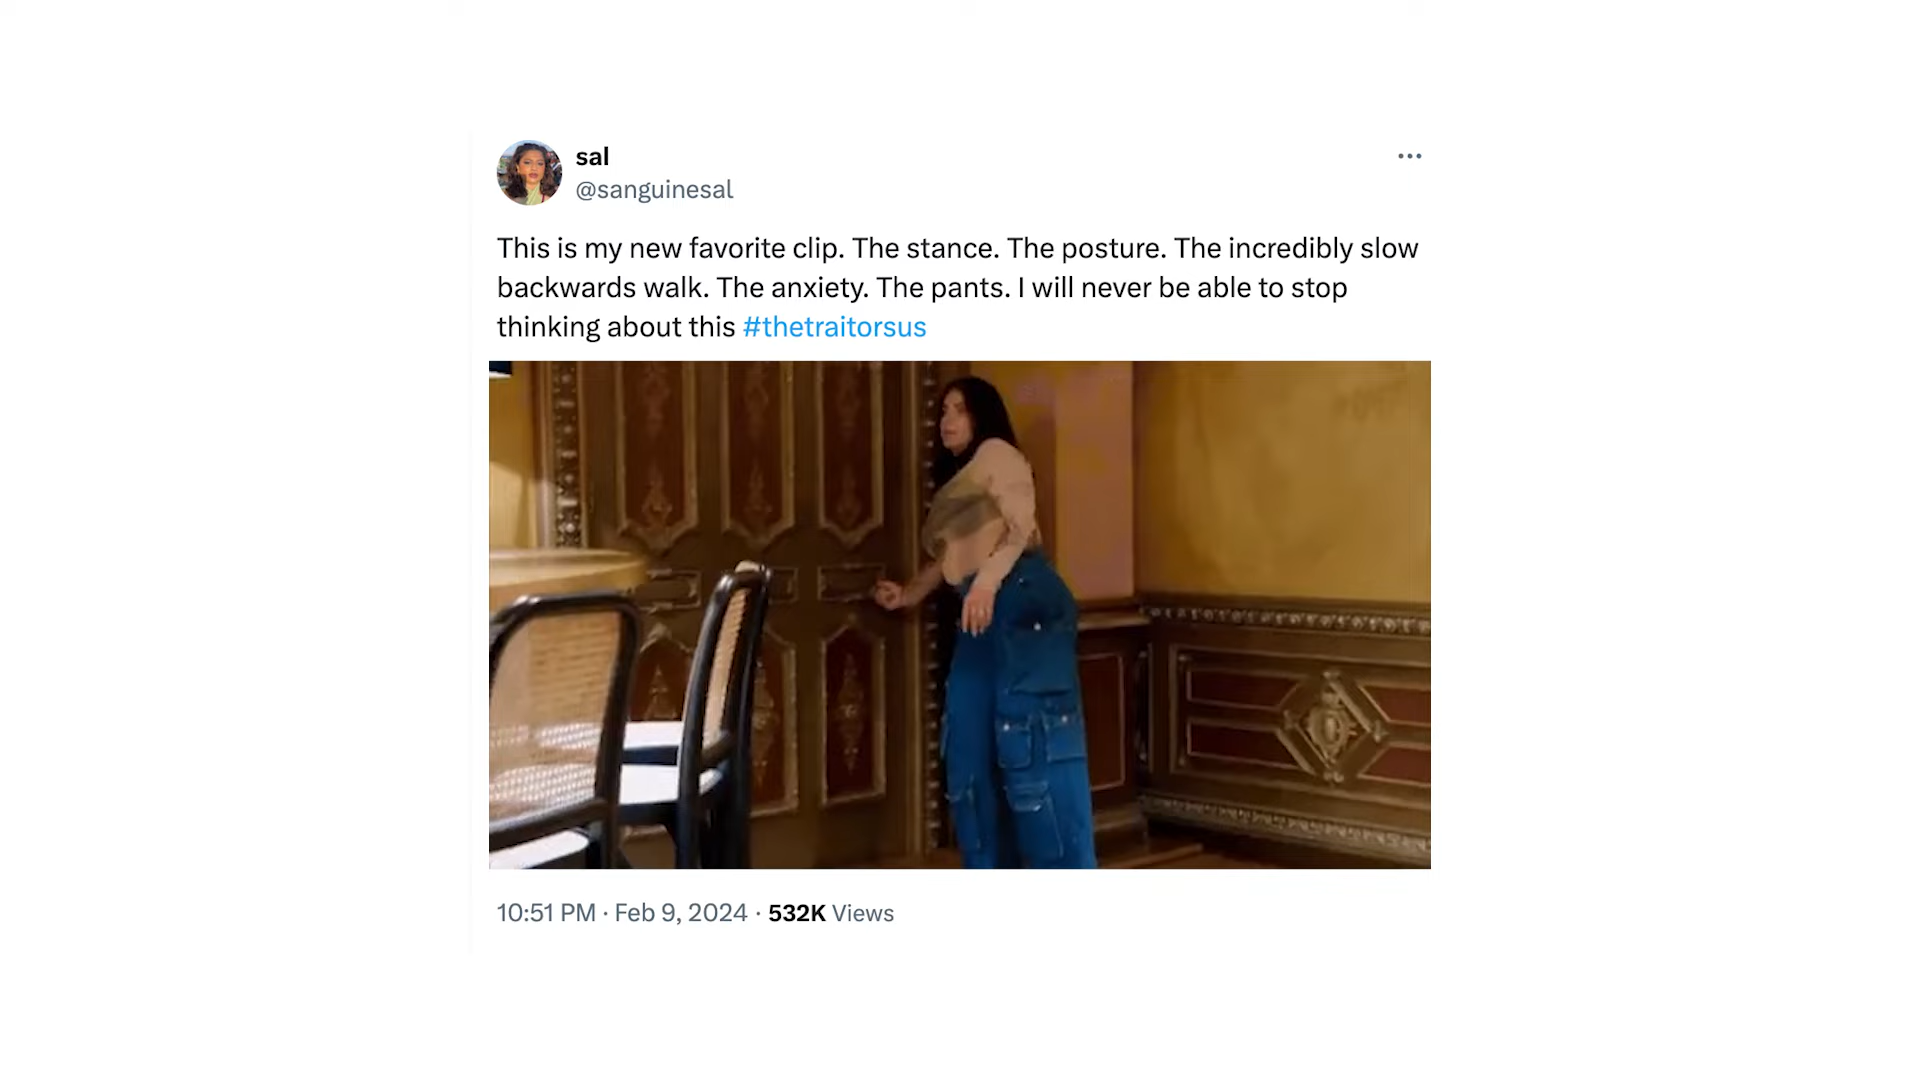 sal
@sanguinesal
This is my new favorite clip. The stance. The posture. The incredibly slow
backwards walk. The anxiety. The pants. I will never be able to stop
thinking about this #thetraitorsus
10:51 PM · Feb 9, 2024 · 532K Views